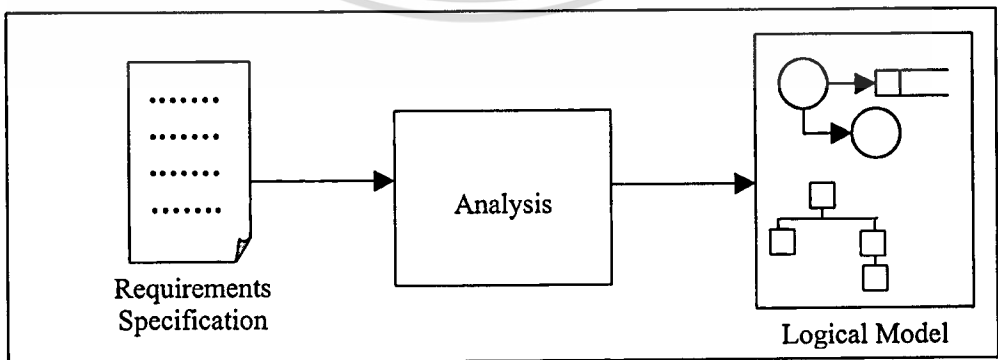 Requirements
Specification
Analysis
Logical Model